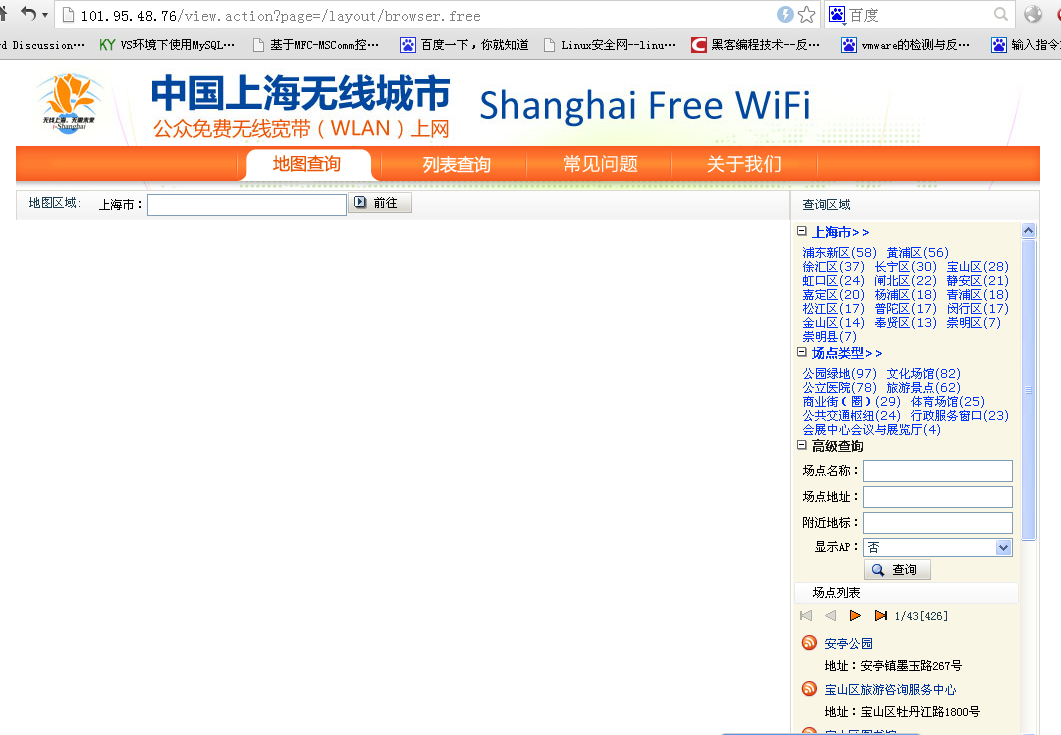 101.95.48.76/view.action?page=/layout/browser.free
百度
d Discussion…
VS环境下使用MySQL…
基于MFC-MSComm控…
百度一下，你就知道
Linux安全网--linu…
黑客编程技术--反…
vmware的检测与反…
输入指令
无线上海，无限未来
i-Shanghai
中国上海无线城市
公众免费无线宽带（WLAN）上网
Shanghai Free WiFi
地图查询
列表查询
常见问题
关于我们
地图区域:
上海市：
前往
查询区域
上海市>>
浦东新区(58) 黄浦区(56)
徐汇区(37) 长宁区(30) 宝山区(28)
虹口区(24) 闸北区(22) 静安区(21)
嘉定区(20) 杨浦区(18) 青浦区(18)
松江区(17) 普陀区(17) 闵行区(17)
金山区(14) 奉贤区(13) 崇明区(7)
崇明县(7)
场点类型>>
公园绿地(97) 文化场馆(82)
公立医院(78) 旅游景点(62)
商业街（圈）(29) 体育场馆(25)
公共交通枢纽(24) 行政服务窗口(23)
会展中心会议与展览厅(4)
高级查询
场点名称：
场点地址：
附近地标：
显示AP：
否
查询
场点列表
1/43[426]
安亭公园
地址：安亭镇墨玉路267号
宝山区旅游咨询服务中心
地址：宝山区牡丹江路1800号
宝山区图书馆